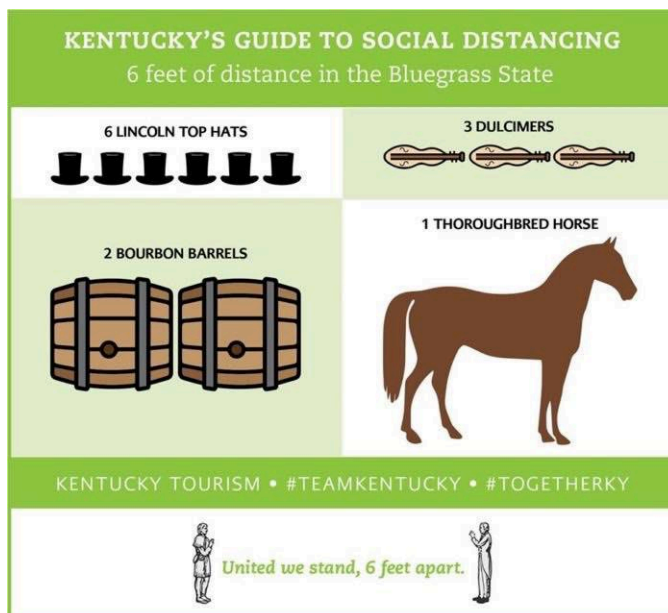 KENTUCKY'S GUIDE TO SOCIAL DISTANCING
6 feet of distance in the Bluegrass State
6 LINCOLN TOP HATS
3 DULCIMERS
2 BOURBON BARRELS
1 THOROUGHBRED HORSE
KENTUCKY TOURISM • #TEAMKENTUCKY • #TOGETHERKY
United we stand, 6 feet apart.